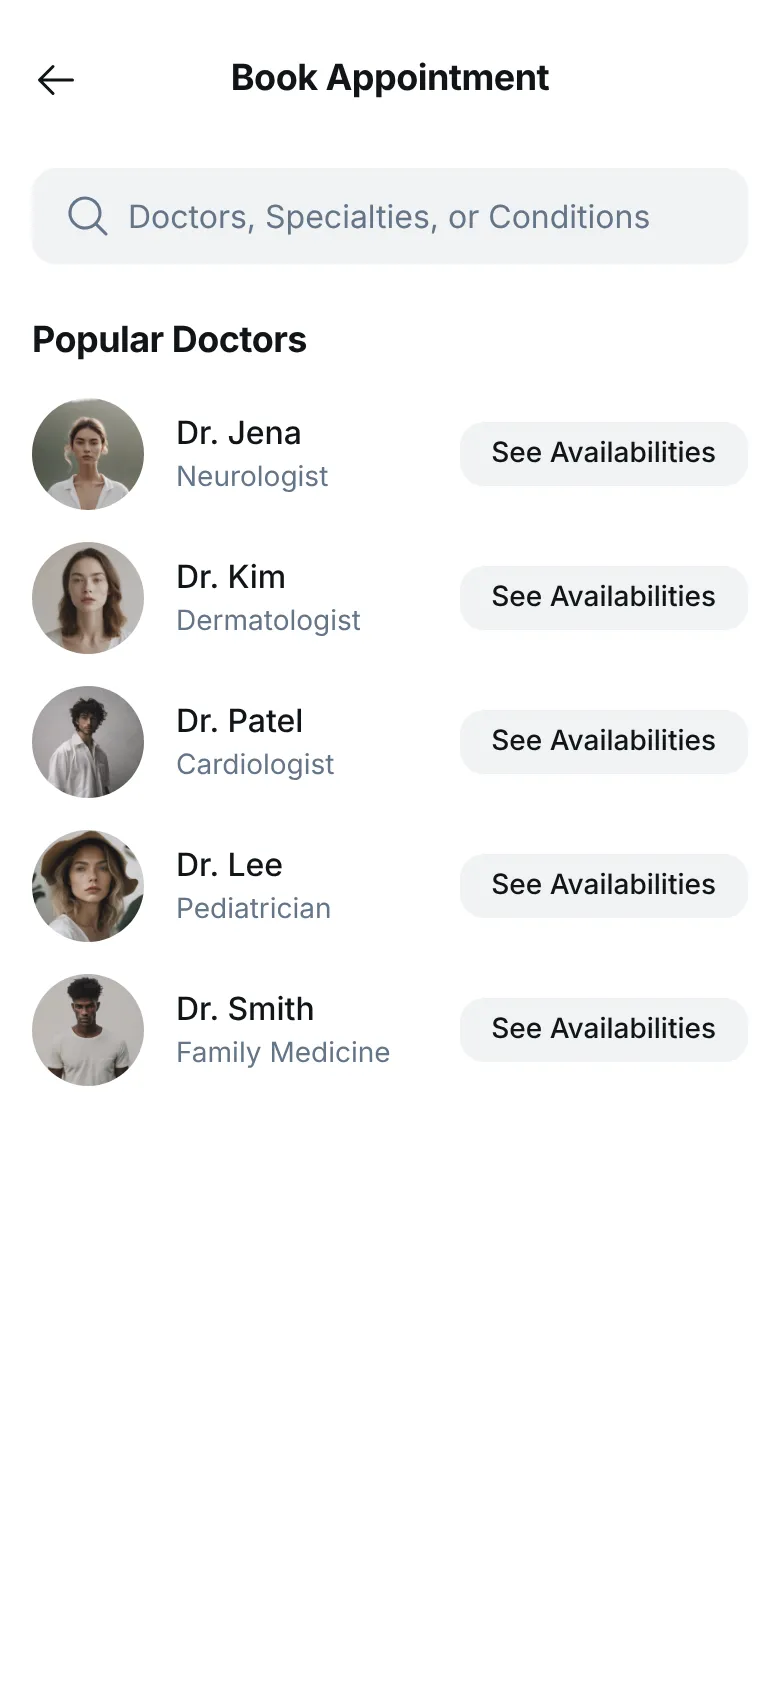 Book Appointment
Doctors, Specialties, or Conditions
Popular Doctors
Dr. Jena
Neurologist
See Availabilities
Dr. Kim
Dermatologist
See Availabilities
Dr. Patel
Cardiologist
See Availabilities
Dr. Lee
Pediatrician
See Availabilities
Dr. Smith
Family Medicine
See Availabilities